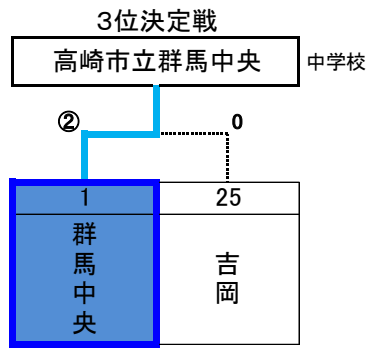 3位決定戦
高崎市立群馬中央 中学校
② 0
1 25
群馬中央 吉岡